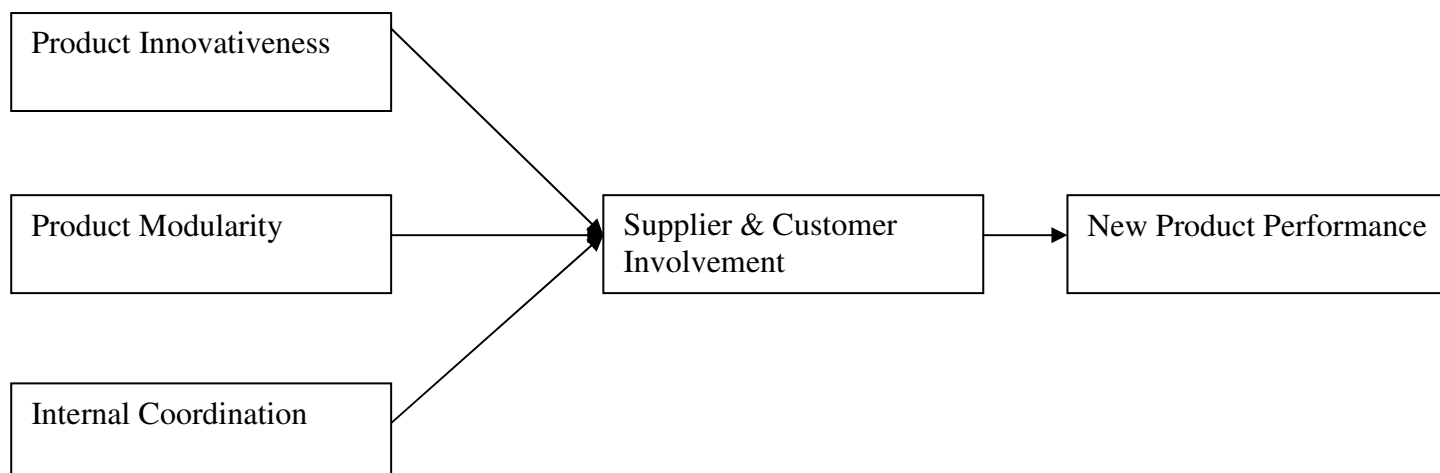 Product Innovativeness
Product Modularity
Supplier & Customer
Involvement
New Product Performance
Internal Coordination